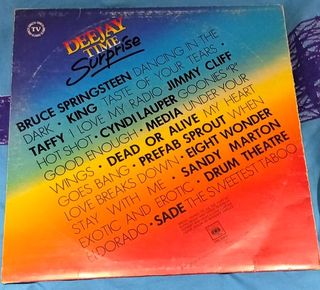 TV
DEEJAY
TIME
Surprise
BRUCE SPRINGSTEEN DANCING IN THE
DARK · KING TASTE OF YOUR TEARS ·
TAFFY I LOVE MY RADIO JIMMY CLIFF
HOT SHOT · CYNDI LAUPER GOONIES 'R'
GOOD ENOUGH · MEDIA UNDER YOUR
WINGS · DEAD OR ALIVE MY HEART
GOES BANG · PREFAB SPROUT WHEN
LOVE BREAKS DOWN · EIGHT WONDER
STAY WITH ME · SANDY MARTON
EXOTIC AND EROTIC · DRUM THEATRE
ELDORADO · SADE THE SWEETEST TABOO
CBS